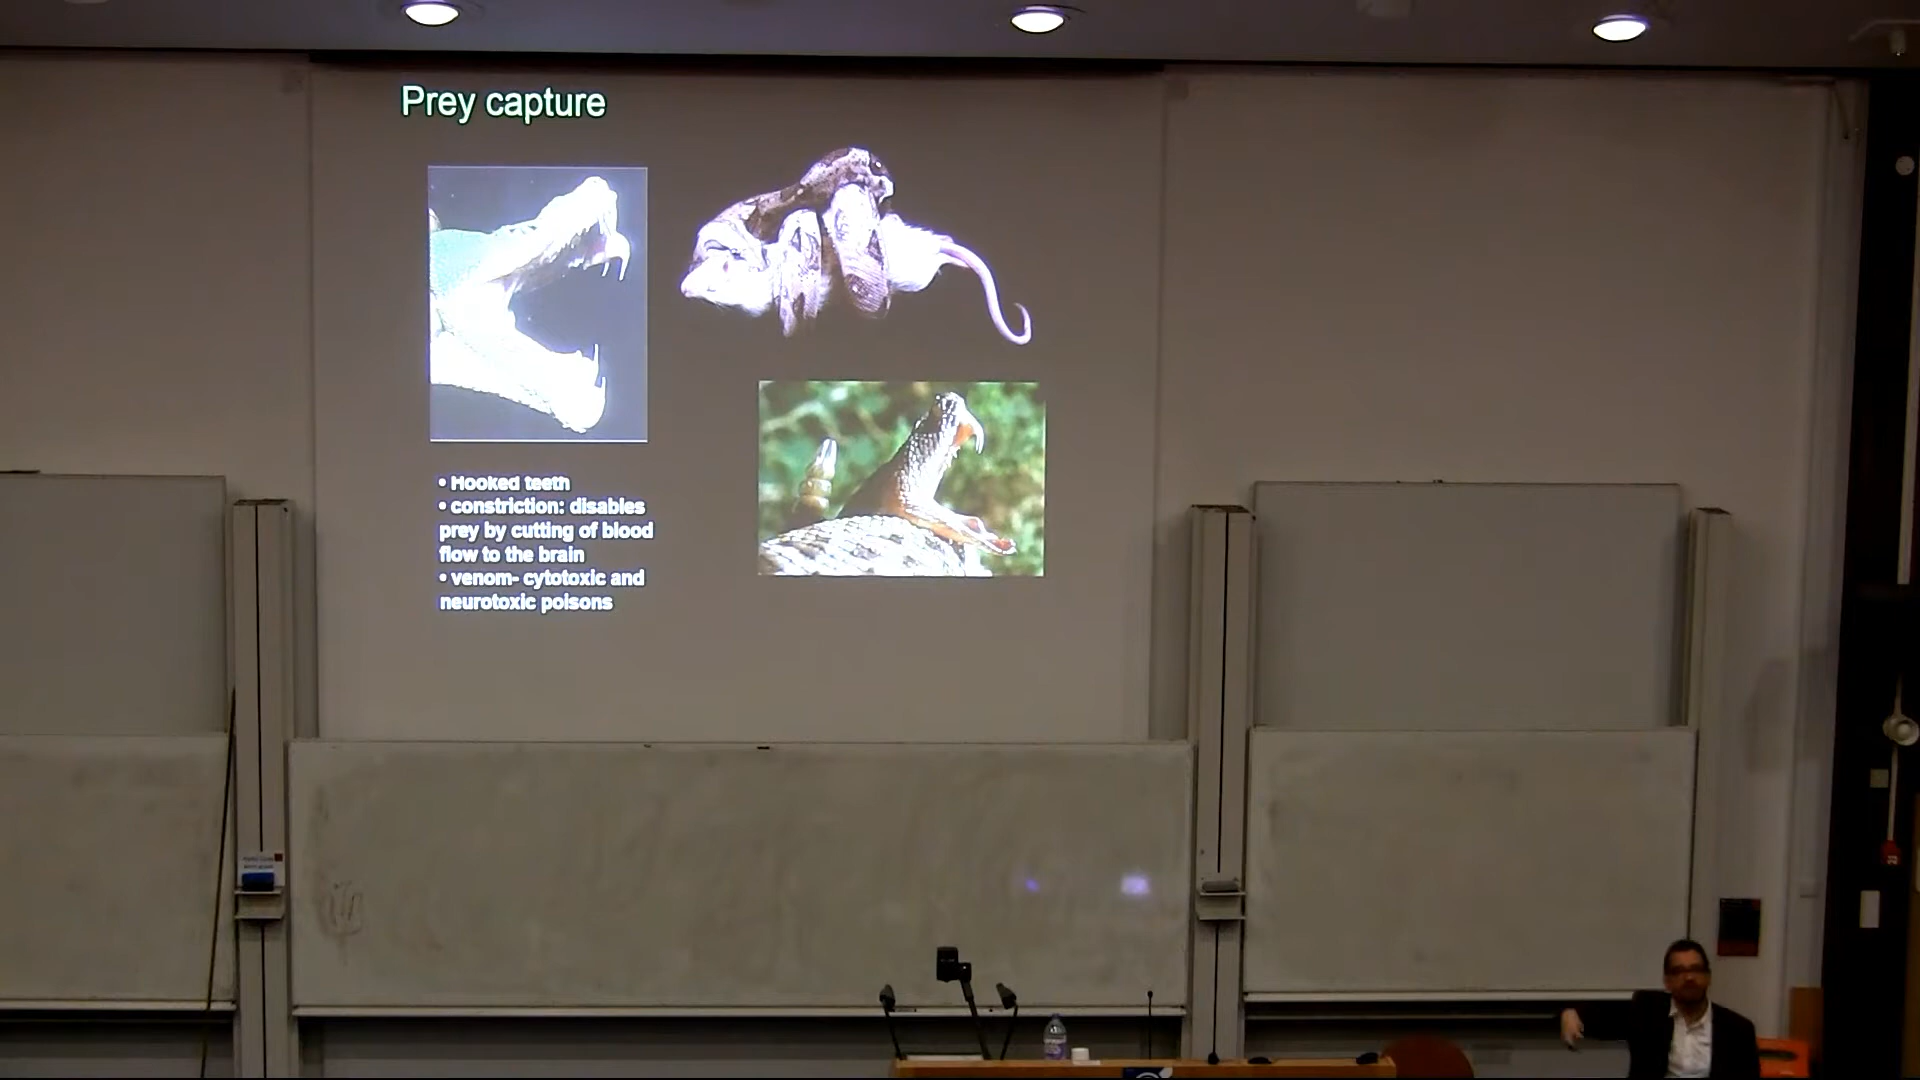 Prey capture
• Hooked teeth
• constriction: disables
prey by cutting of blood
flow to the brain
• venom- cytotoxic and
neurotoxic poisons